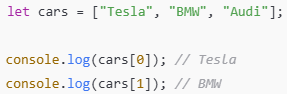 let cars = ["Tesla", "BMW", "Audi"];
console.log(cars[0]); // Tesla
console.log(cars[1]); // BMW